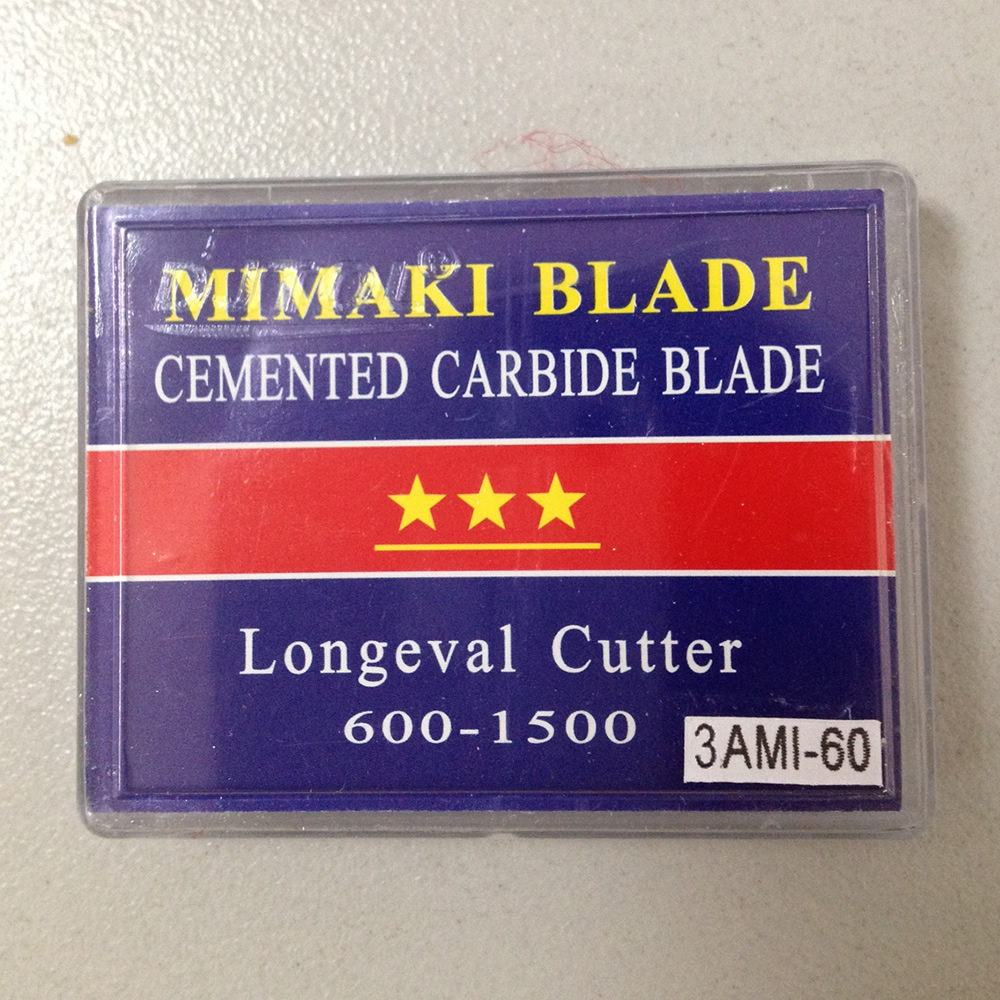 MIMAKI BLADE
CEMENTED CARBIDE BLADE
Longeval Cutter
600-1500
3AMI-60